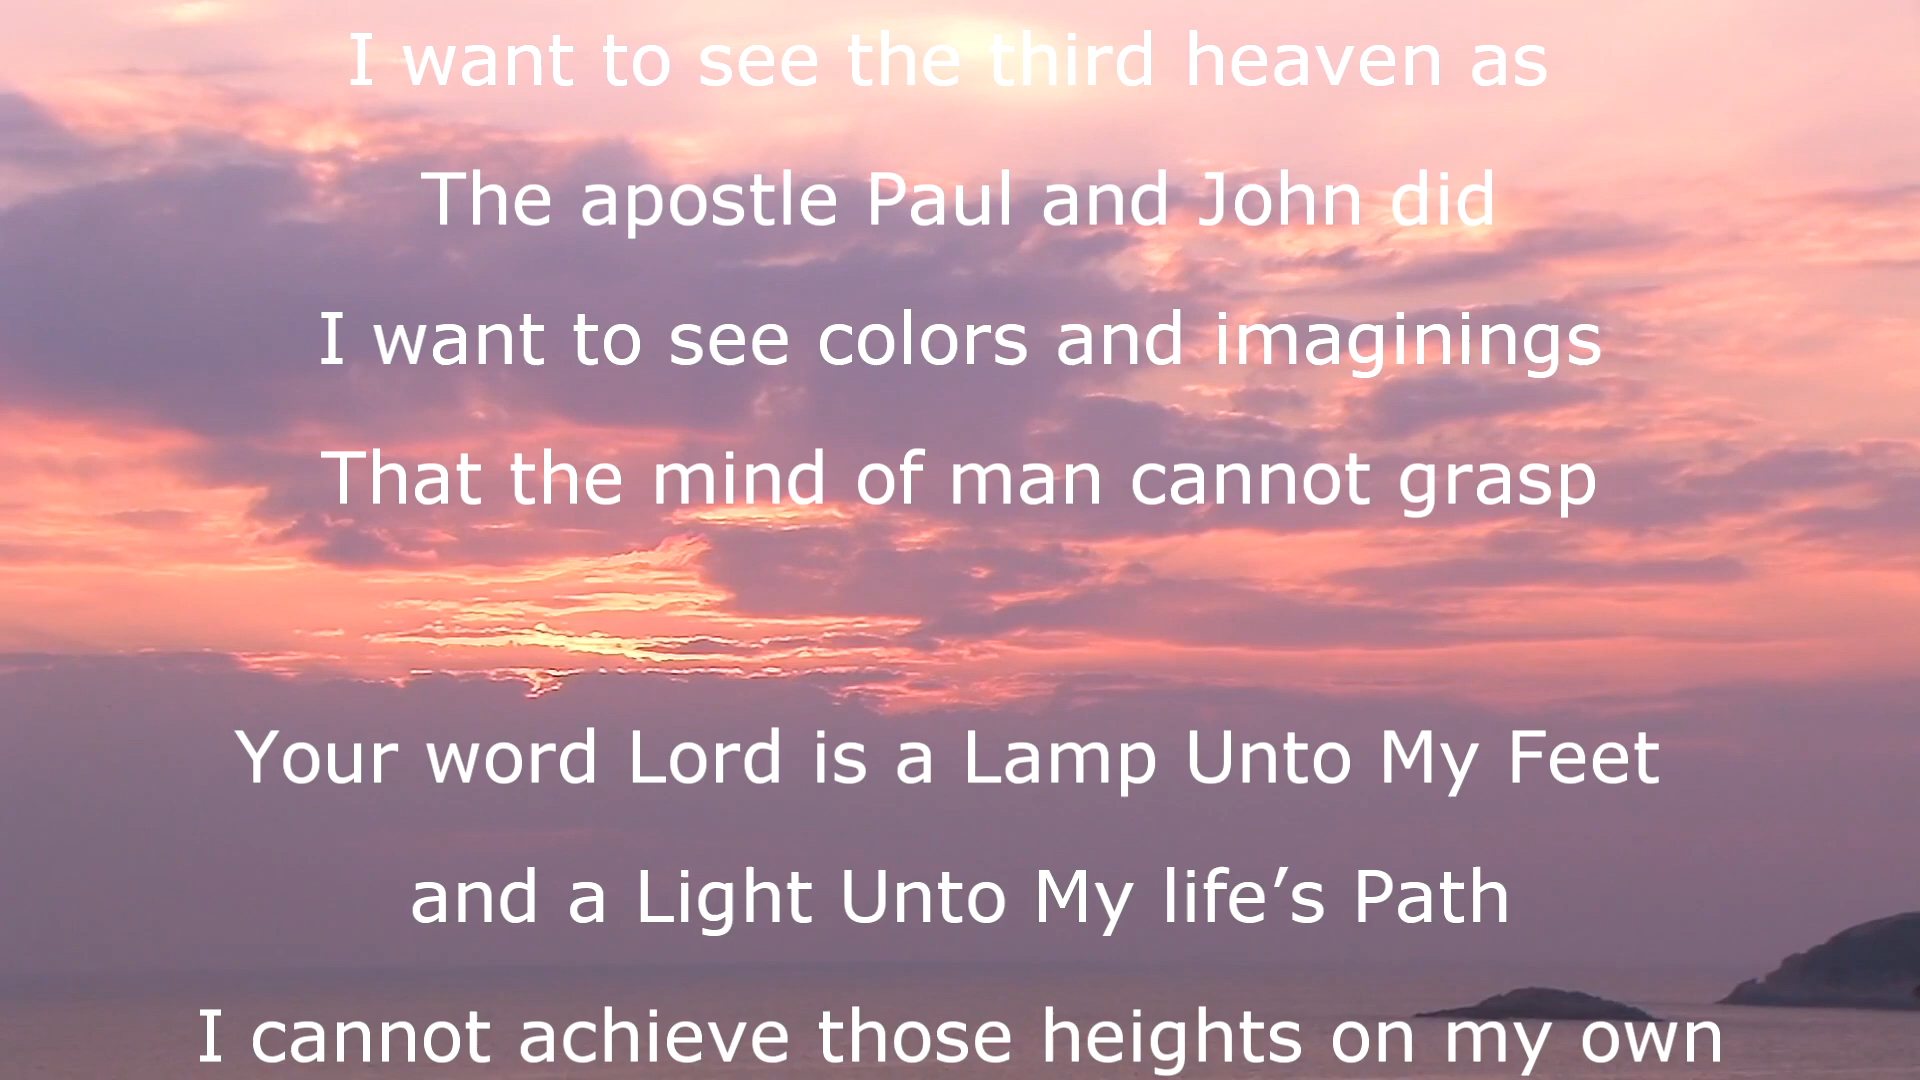 I want to see the third heaven as
The apostle Paul and John did
I want to see colors and imaginings
That the mind of man cannot grasp
Your word Lord is a Lamp Unto My Feet
and a Light Unto My life’s Path
I cannot achieve those heights on my own